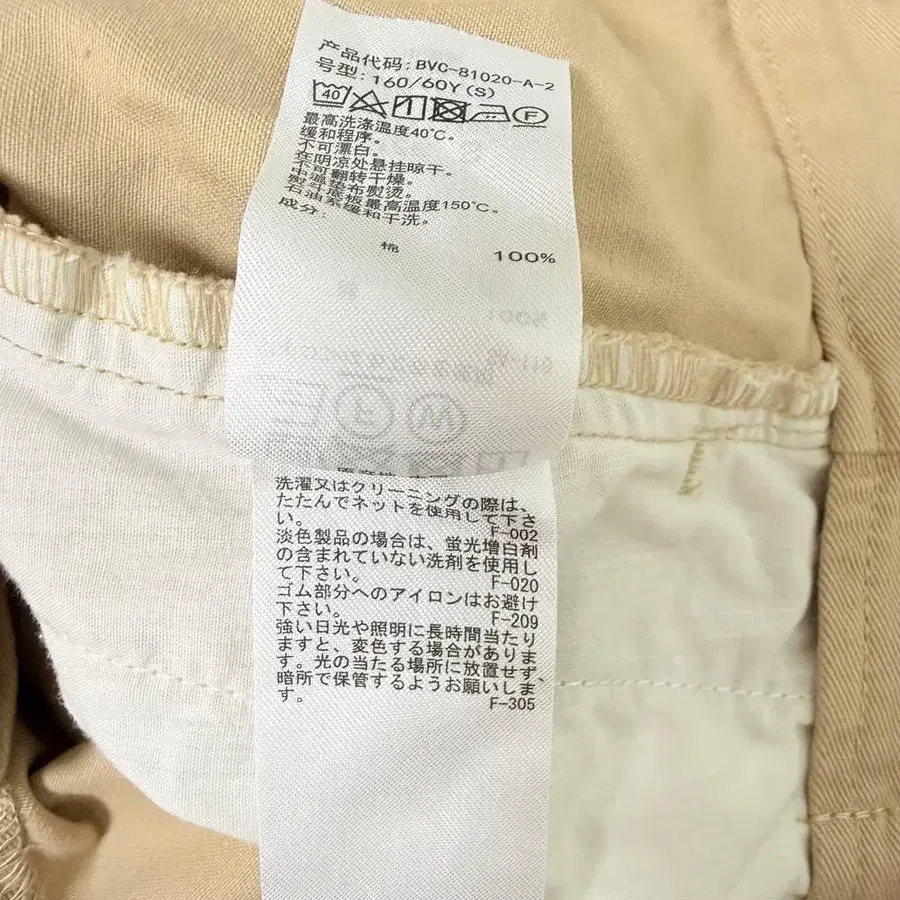 产品代码: BVC-81020-A-2
号型: 160/60Y(S)
40
F
最高洗涤温度40℃。
缓和程序。
不可漂白。
在阴凉处悬挂晾干。
不可翻转干燥。
中温垫布熨烫。
熨斗底板最高温度150℃。
石油系缓和干洗。
成分:
棉 100%
洗濯又はクリーニングの際は、
たたんでネットを使用して下さ
い。 F-002
淡色製品の場合は、蛍光増白剤
の含まれていない洗剤を使用し
て下さい。 F-020
ゴム部分へのアイロンはお避け
下さい。 F-209
強い日光や照明に長時間当たり
ますと、変色する場合がありま
す。光の当たる場所に放置せず、
暗所で保管するようお願いしま
す。 F-305